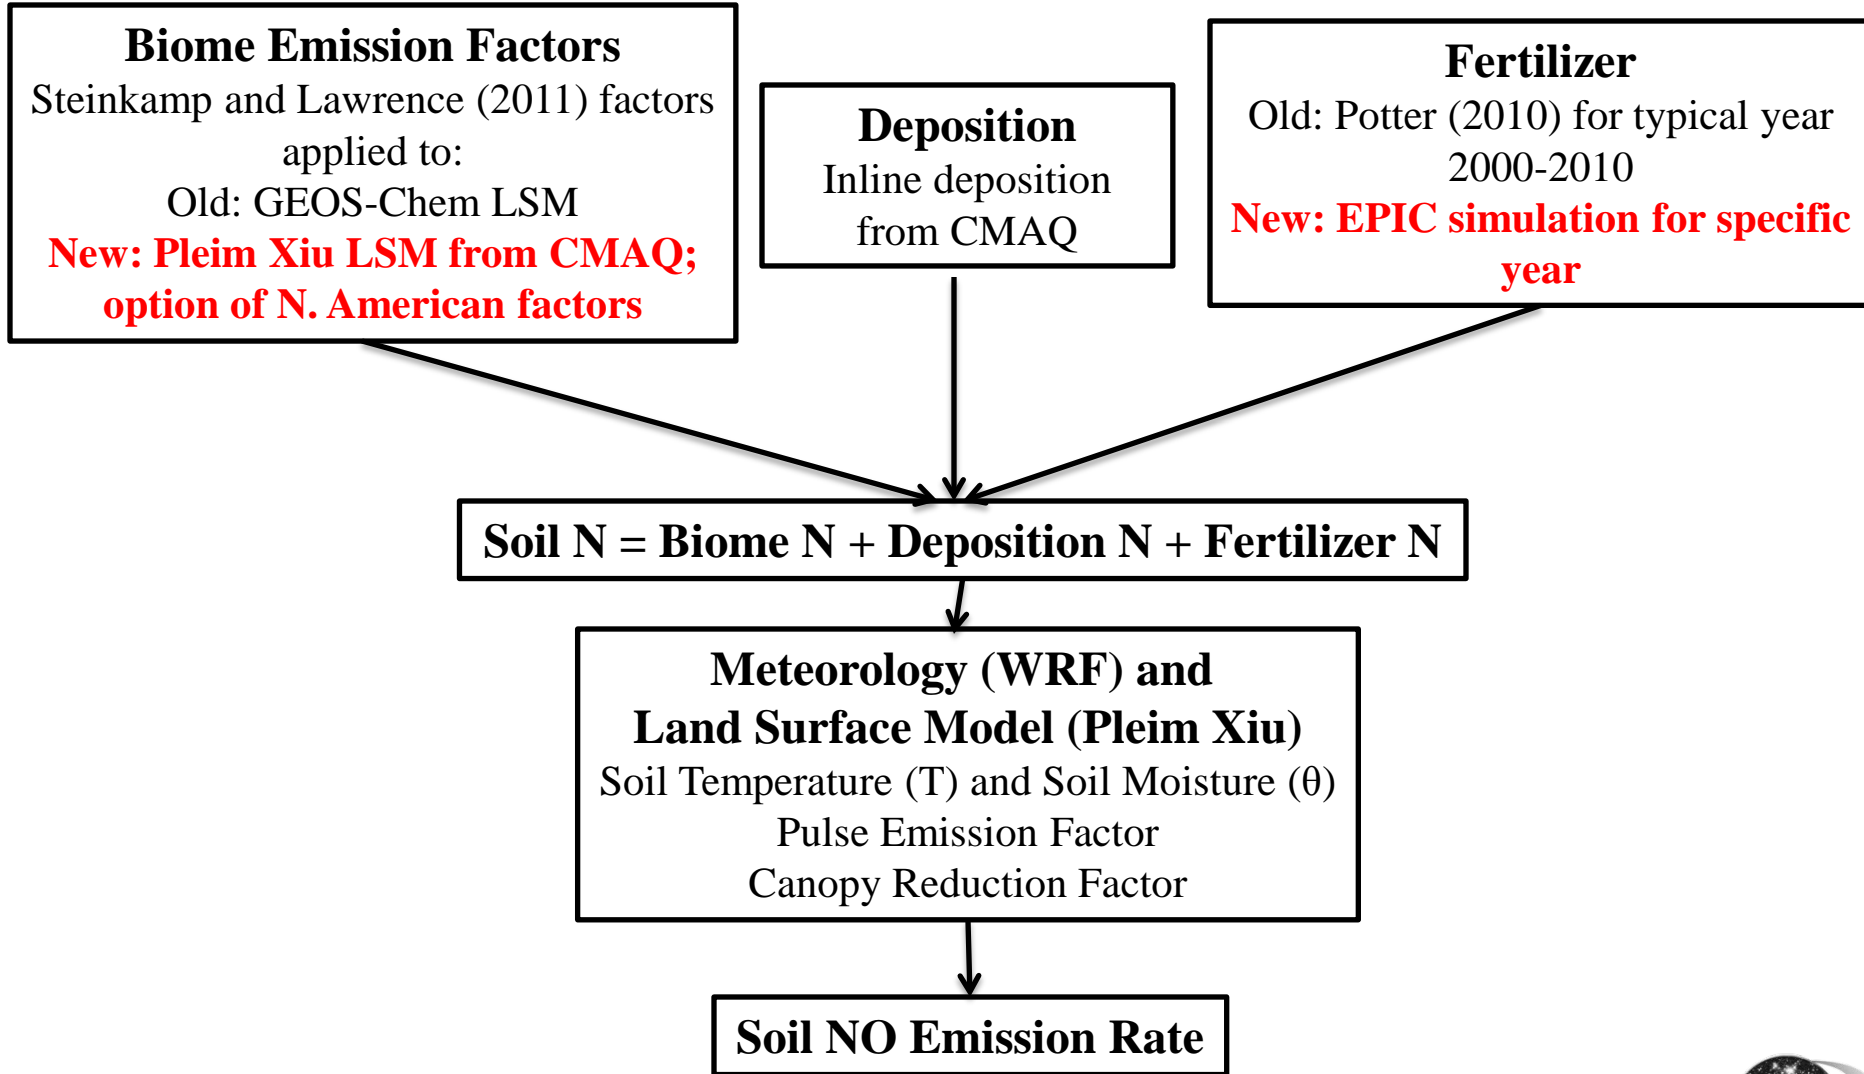 Biome Emission Factors
Steinkamp and Lawrence (2011) factors
applied to:
Old: GEOS-Chem LSM
New: Pleim Xiu LSM from CMAQ;
option of N. American factors
Deposition
Inline deposition
from CMAQ
Fertilizer
Old: Potter (2010) for typical year
2000-2010
New: EPIC simulation for specific
year
Soil N = Biome N + Deposition N + Fertilizer N
Meteorology (WRF) and
Land Surface Model (Pleim Xiu)
Soil Temperature (T) and Soil Moisture (θ)
Pulse Emission Factor
Canopy Reduction Factor
Soil NO Emission Rate